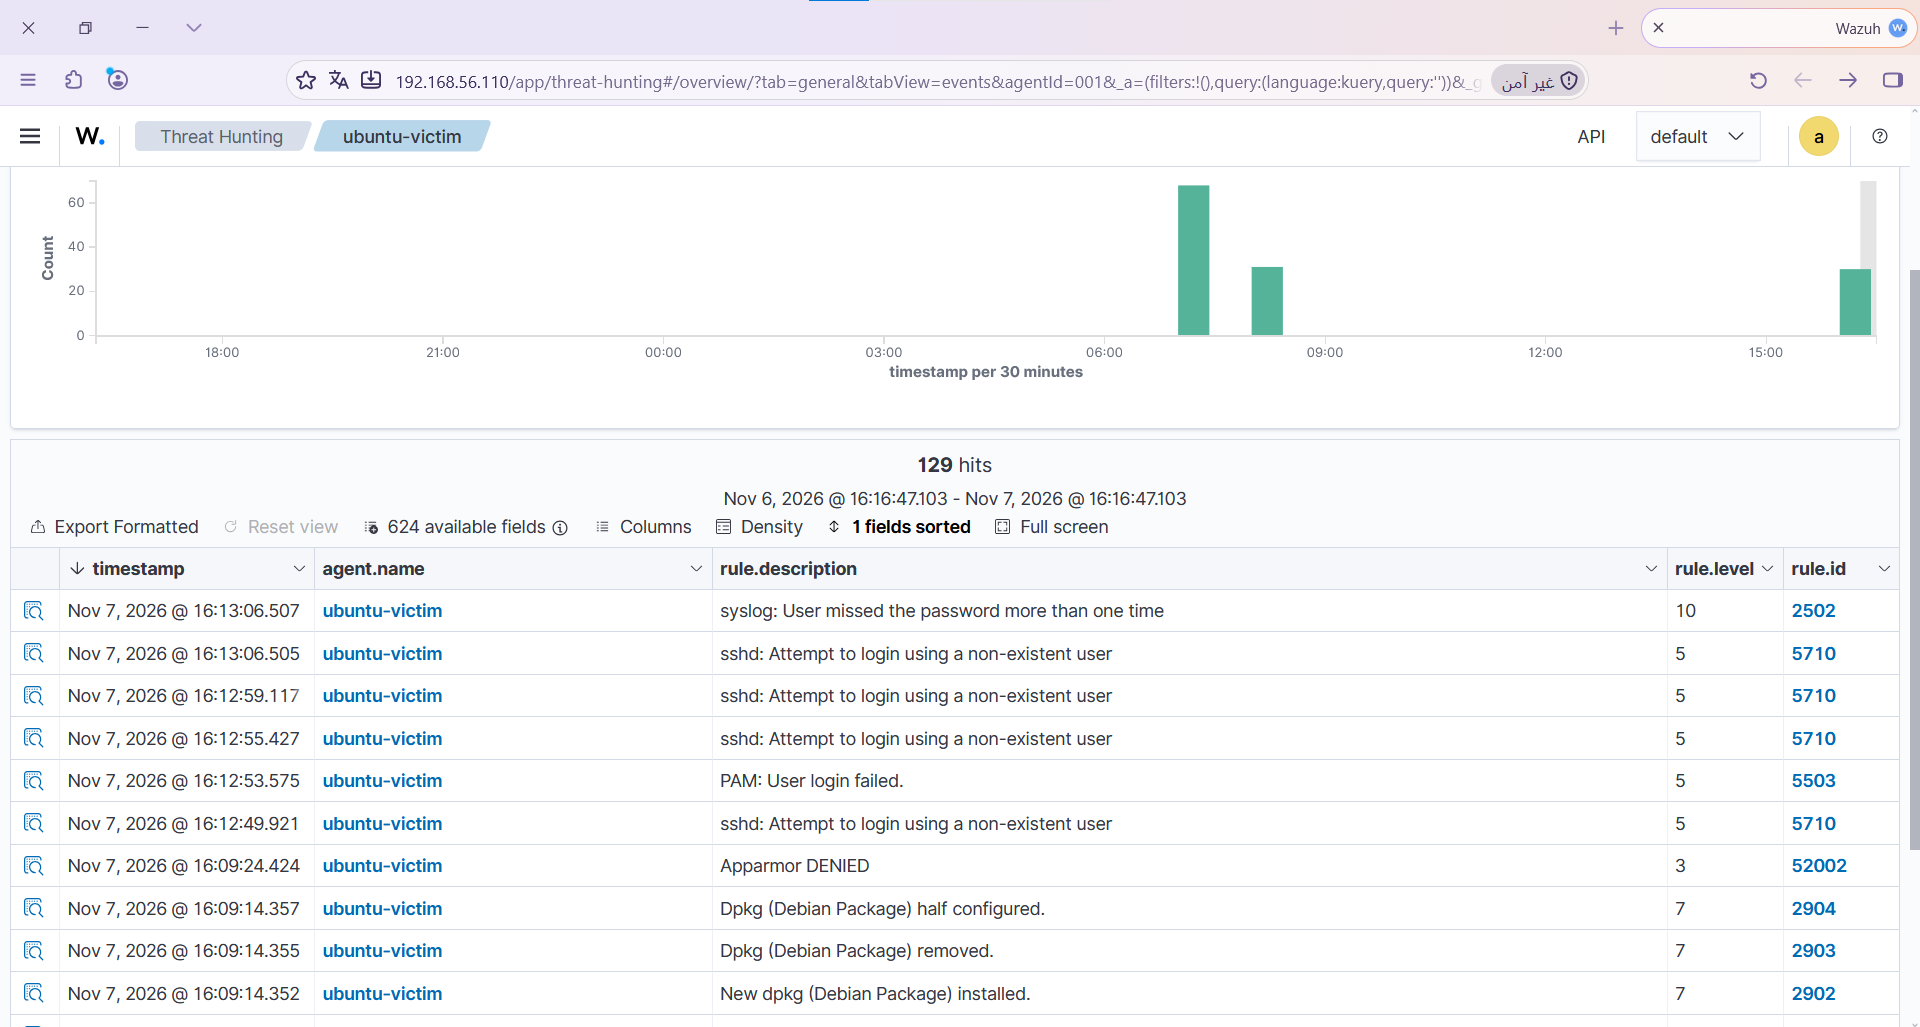 Wazuh
192.168.56.110/app/threat-hunting#/overview/?tab=general&tabView=events&agentId=001&_a=(filters:!(),query:(language:kuery,query:''))&_g
غیر آمن
W.
Threat Hunting
ubuntu-victim
API
default
a
Count
60
40
20
0
18:00 21:00 00:00 03:00 06:00 09:00 12:00 15:00
timestamp per 30 minutes
129 hits
Nov 6, 2026 @ 16:16:47.103 - Nov 7, 2026 @ 16:16:47.103
Export Formatted Reset view 624 available fields Columns Density 1 fields sorted Full screen
timestamp agent.name rule.description rule.level rule.id
Nov 7, 2026 @ 16:13:06.507 ubuntu-victim syslog: User missed the password more than one time 10 2502
Nov 7, 2026 @ 16:13:06.505 ubuntu-victim sshd: Attempt to login using a non-existent user 5 5710
Nov 7, 2026 @ 16:12:59.117 ubuntu-victim sshd: Attempt to login using a non-existent user 5 5710
Nov 7, 2026 @ 16:12:55.427 ubuntu-victim sshd: Attempt to login using a non-existent user 5 5710
Nov 7, 2026 @ 16:12:53.575 ubuntu-victim PAM: User login failed. 5 5503
Nov 7, 2026 @ 16:12:49.921 ubuntu-victim sshd: Attempt to login using a non-existent user 5 5710
Nov 7, 2026 @ 16:09:24.424 ubuntu-victim Apparmor DENIED 3 52002
Nov 7, 2026 @ 16:09:14.357 ubuntu-victim Dpkg (Debian Package) half configured. 7 2904
Nov 7, 2026 @ 16:09:14.355 ubuntu-victim Dpkg (Debian Package) removed. 7 2903
Nov 7, 2026 @ 16:09:14.352 ubuntu-victim New dpkg (Debian Package) installed. 7 2902